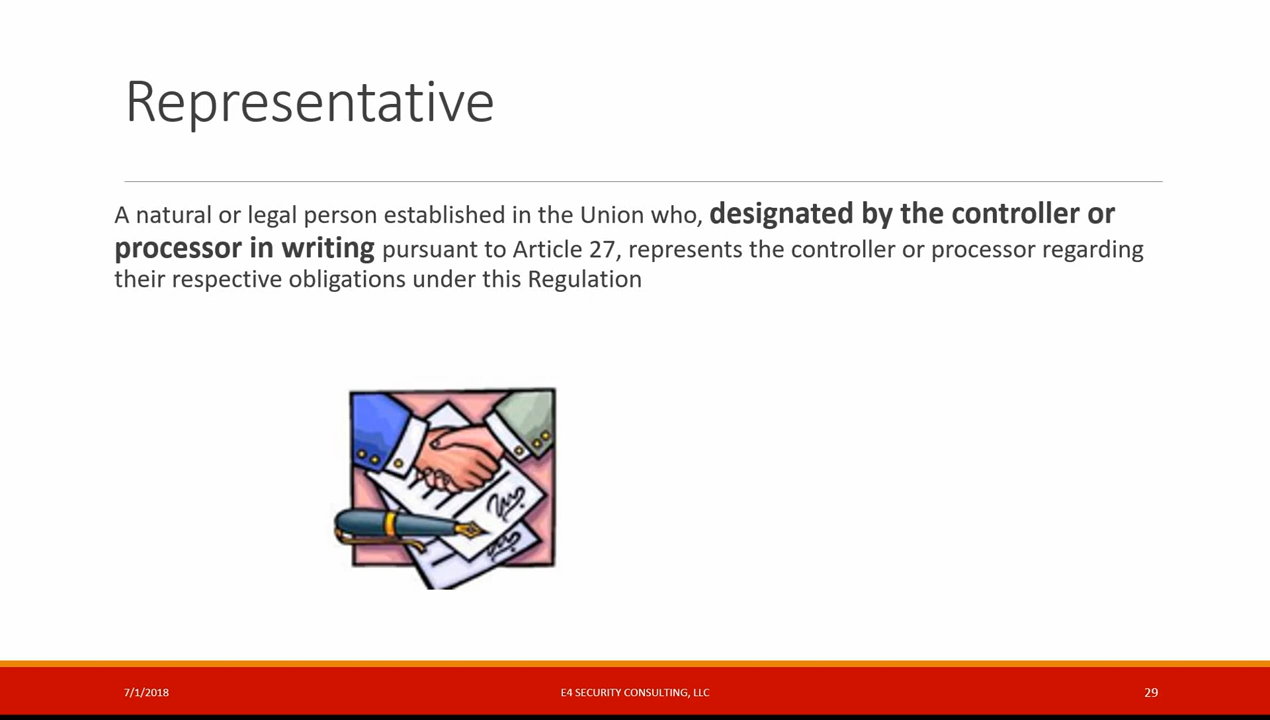 Representative
A natural or legal person established in the Union who, designated by the controller or
processor in writing pursuant to Article 27, represents the controller or processor regarding
their respective obligations under this Regulation
7/1/2018
E4 SECURITY CONSULTING, LLC
29